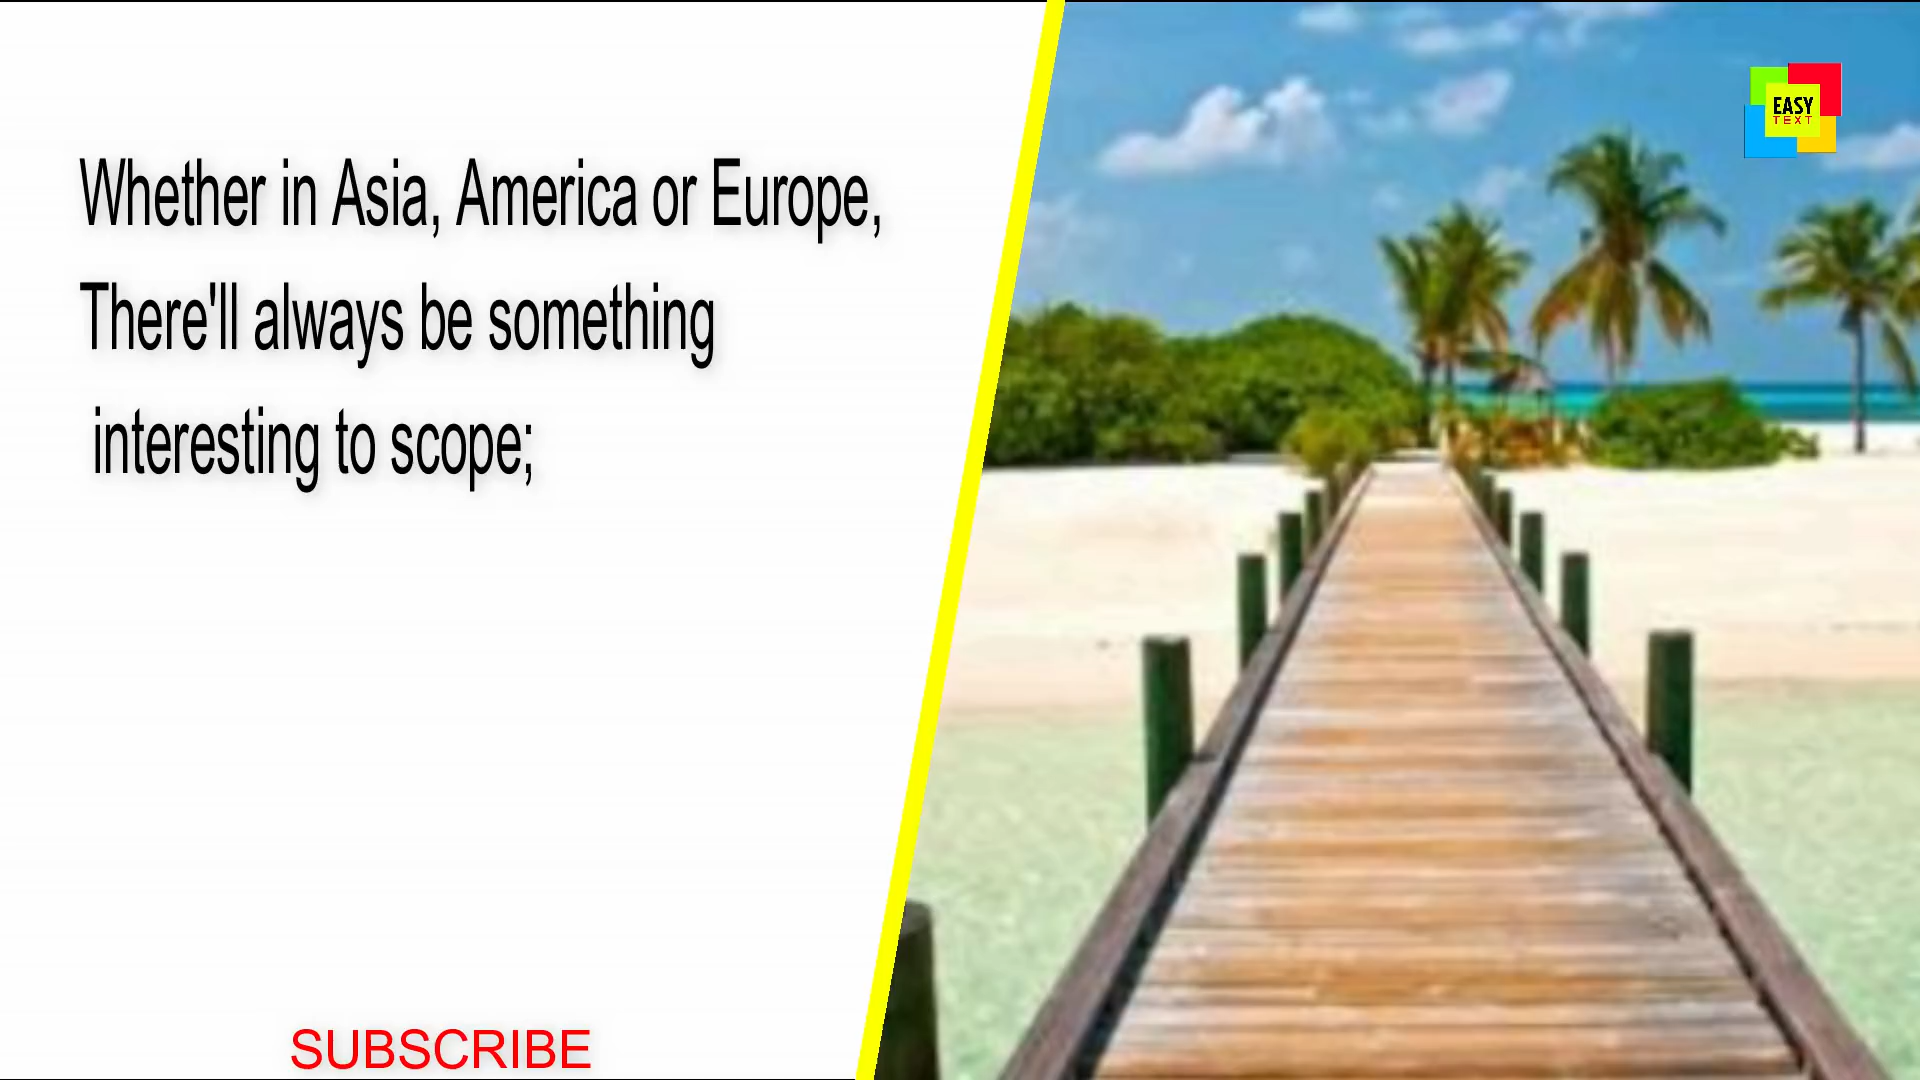 Whether in Asia, America or Europe,
There'll always be something
interesting to scope;
SUBSCRIBE
EASY
TEXT